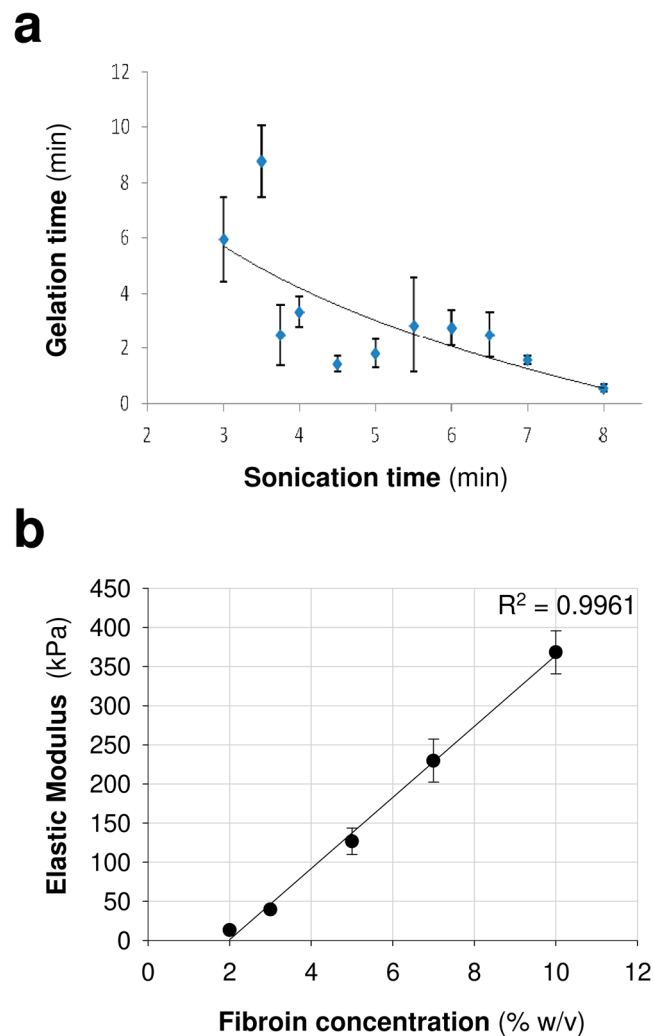 a
12
10
8
6
4
2
0
Gelation time (min)
2 3 4 5 6 7 8
Sonication time (min)
b
450
400
350
300
250
200
150
100
50
0
Elastic Modulus (kPa)
R² = 0.9961
0 2 4 6 8 10 12
Fibroin concentration (% w/v)